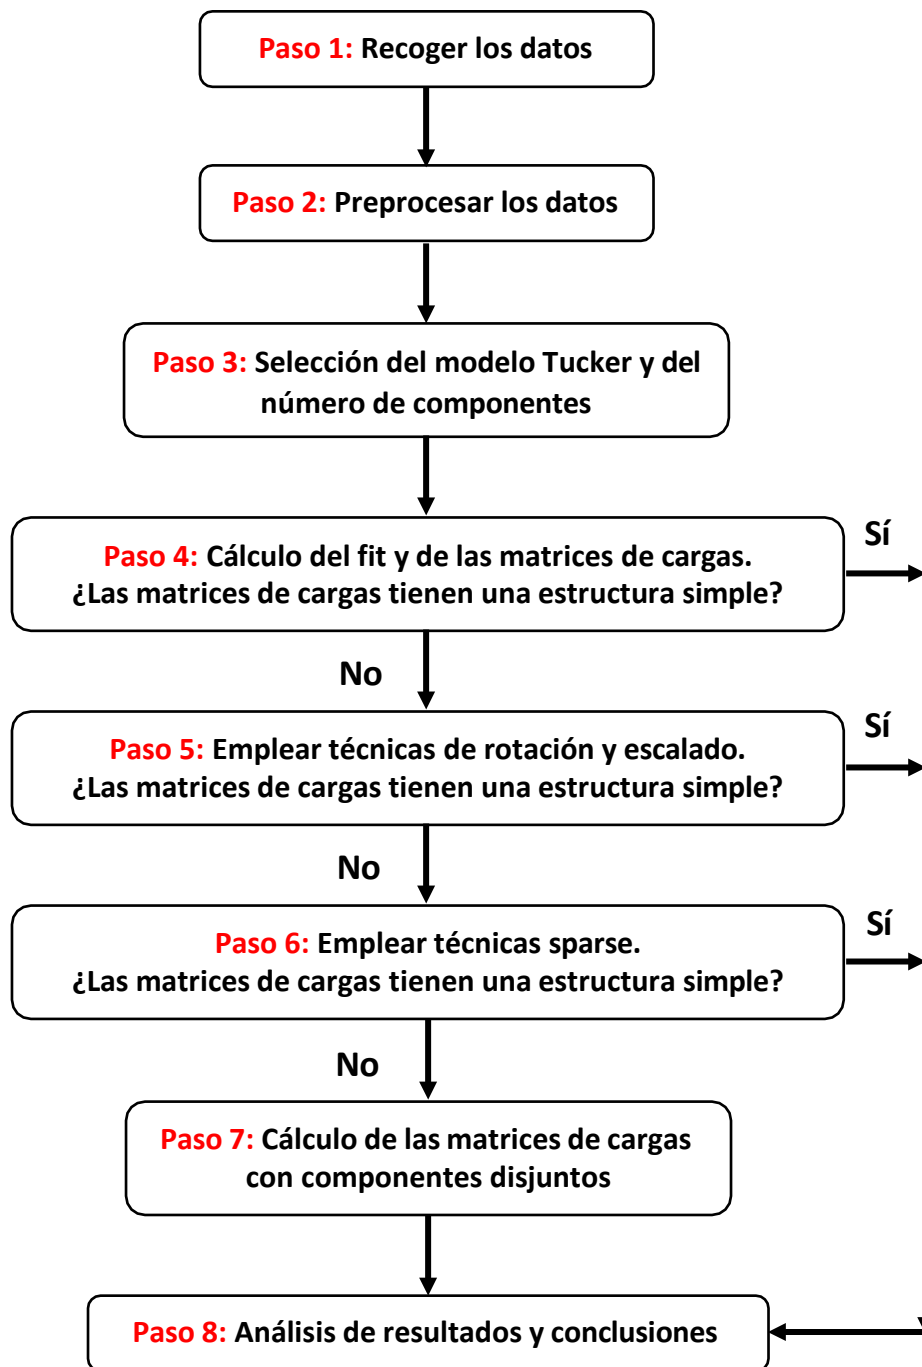 Paso 1: Recoger los datos
Paso 2: Preprocesar los datos
Paso 3: Selección del modelo Tucker y del
número de componentes
Paso 4: Cálculo del fit y de las matrices de cargas.
¿Las matrices de cargas tienen una estructura simple?
Sí
No
Paso 5: Emplear técnicas de rotación y escalado.
¿Las matrices de cargas tienen una estructura simple?
Sí
No
Paso 6: Emplear técnicas sparse.
¿Las matrices de cargas tienen una estructura simple?
Sí
No
Paso 7: Cálculo de las matrices de cargas
con componentes disjuntos
Paso 8: Análisis de resultados y conclusiones